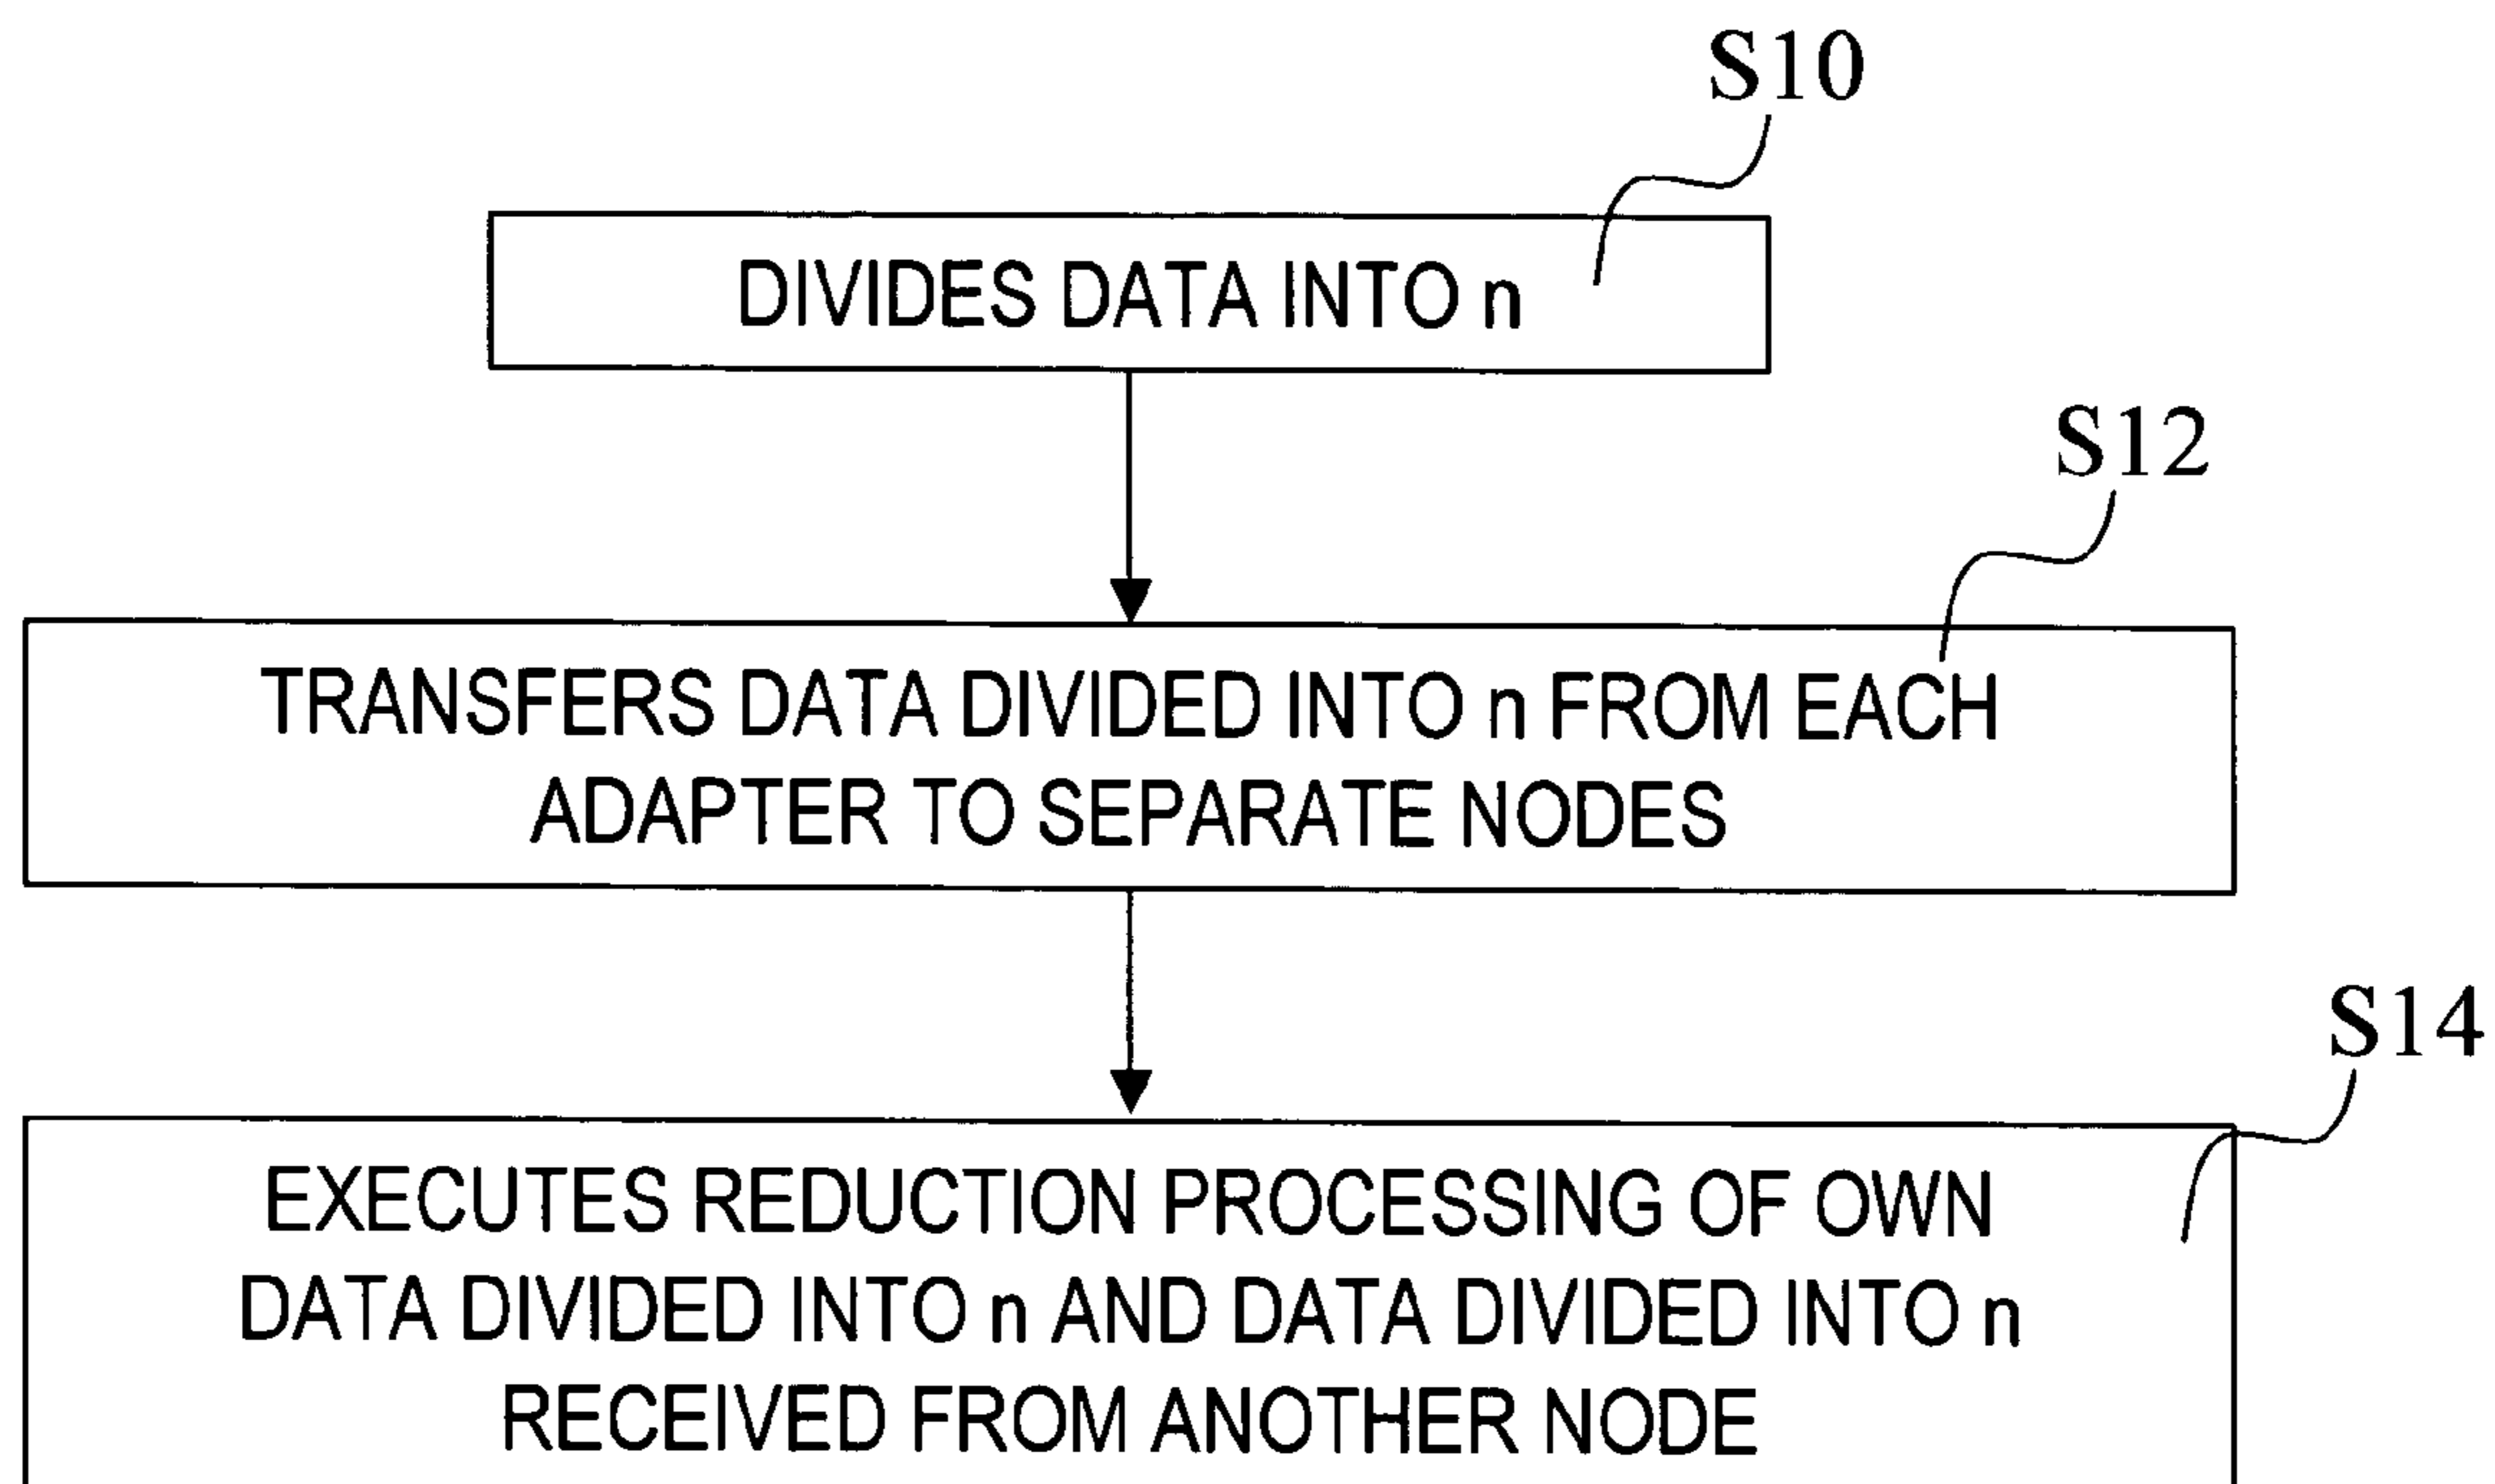 S10
DIVIDES DATA INTO n
S12
TRANSFERS DATA DIVIDED INTO n FROM EACH
ADAPTER TO SEPARATE NODES
S14
EXECUTES REDUCTION PROCESSING OF OWN
DATA DIVIDED INTO n AND DATA DIVIDED INTO n
RECEIVED FROM ANOTHER NODE